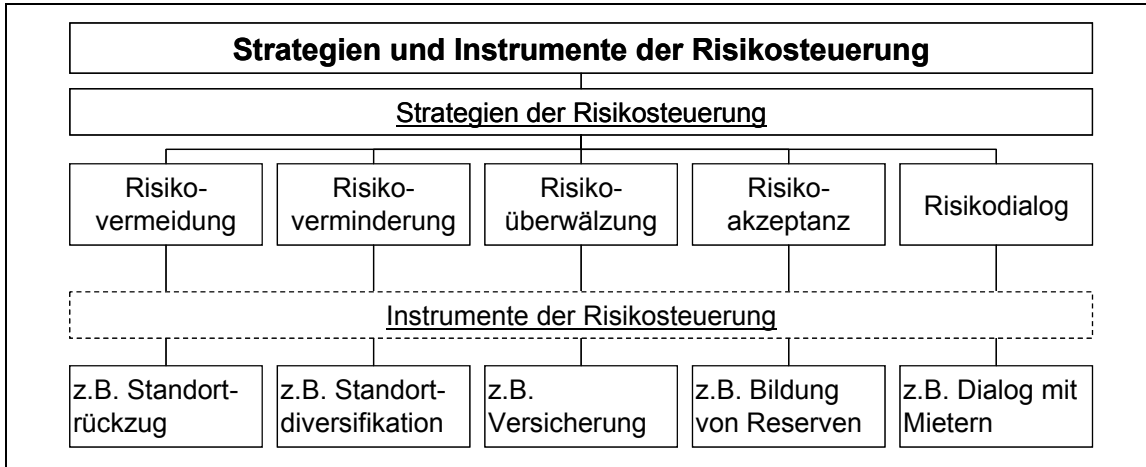 Strategien und Instrumente der Risikosteuerung
Strategien der Risikosteuerung
Risiko-
vermeidung
Risiko-
verminderung
Risiko-
überwälzung
Risiko-
akzeptanz
Risikodialog
Instrumente der Risikosteuerung
z.B. Standort-
rückzug
z.B. Standort-
diversifikation
z.B.
Versicherung
z.B. Bildung
von Reserven
z.B. Dialog mit
Mietern